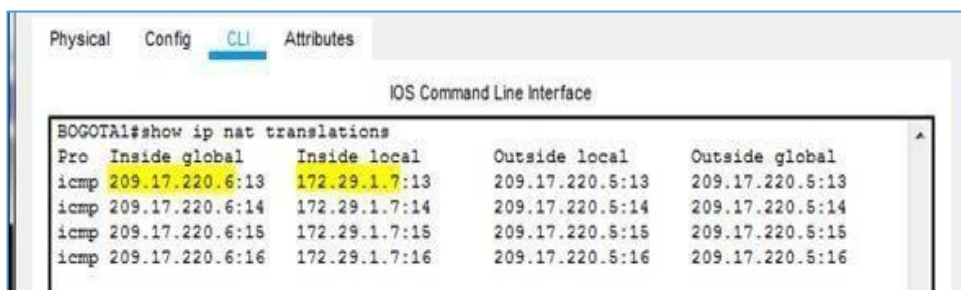 Physical Config CLI Attributes
IOS Command Line Interface
BOGOTA1#show ip nat translations
Pro Inside global Inside local Outside local Outside global
icmp 209.17.220.6:13 172.29.1.7:13 209.17.220.5:13 209.17.220.5:13
icmp 209.17.220.6:14 172.29.1.7:14 209.17.220.5:14 209.17.220.5:14
icmp 209.17.220.6:15 172.29.1.7:15 209.17.220.5:15 209.17.220.5:15
icmp 209.17.220.6:16 172.29.1.7:16 209.17.220.5:16 209.17.220.5:16